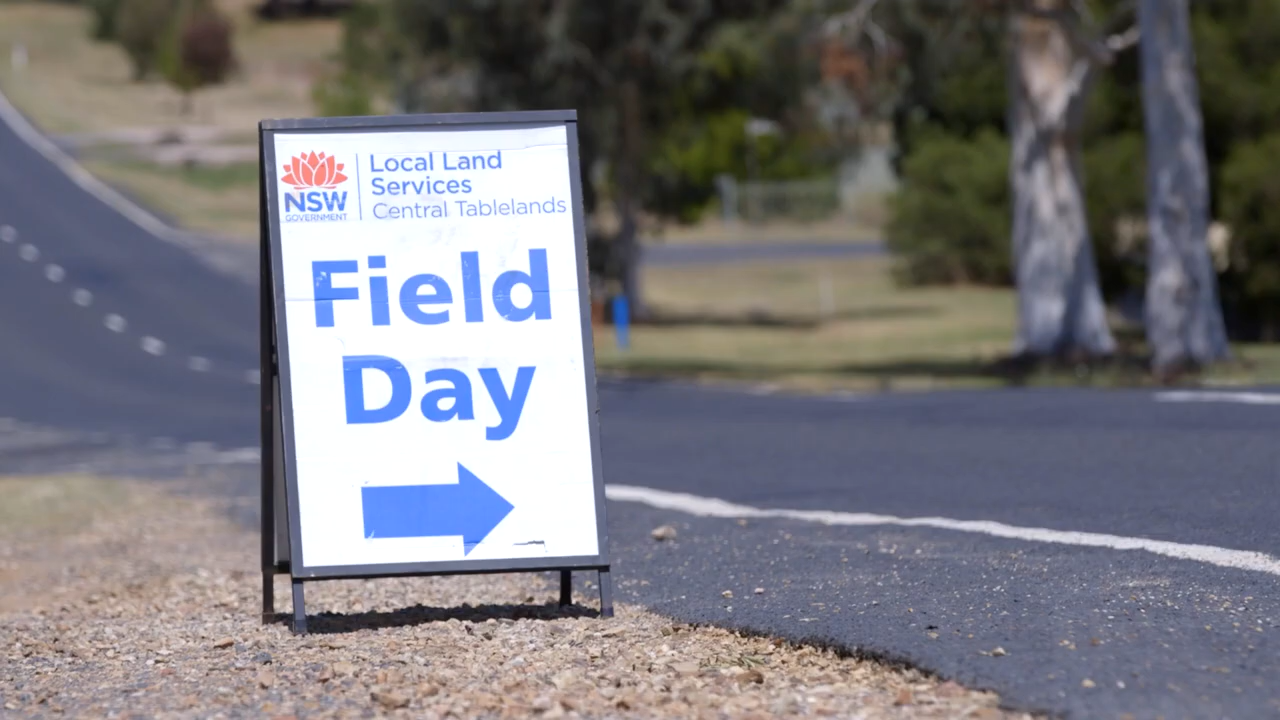 NSW
GOVERNMENT
Local Land
Services
Central Tablelands
Field
Day